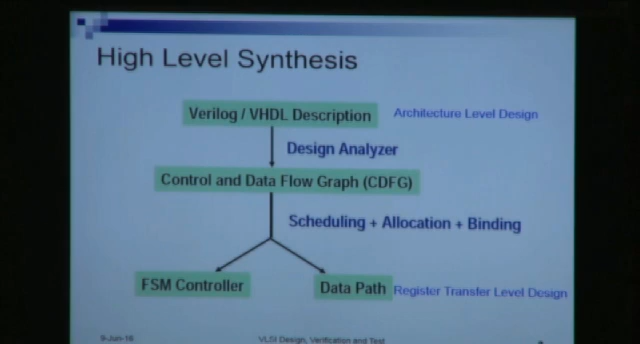 High Level Synthesis
Verilog / VHDL Description
Architecture Level Design
Design Analyzer
Control and Data Flow Graph (CDFG)
Scheduling + Allocation + Binding
FSM Controller
Data Path
Register Transfer Level Design
9-Jun-16
VLSI Design, Verification and Test